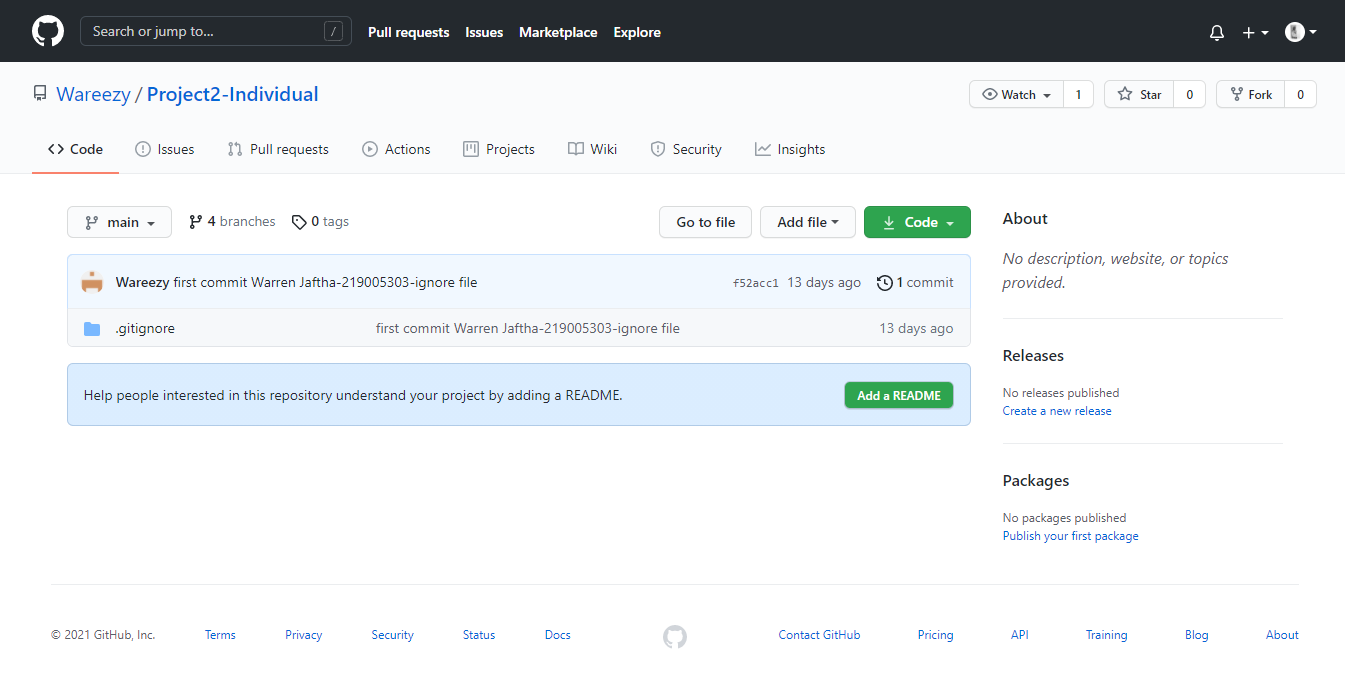 Search or jump to... /
Pull requests Issues Marketplace Explore
Wareezy / Project2-Individual
Watch 1 Star 0 Fork 0
Code Issues Pull requests Actions Projects Wiki Security Insights
main 4 branches 0 tags Go to file Add file Code
Wareezy first commit Warren Jaftha-219005303-ignore file f52acc1 13 days ago 1 commit
.gitignore first commit Warren Jaftha-219005303-ignore file 13 days ago
Help people interested in this repository understand your project by adding a README. Add a README
About
No description, website, or topics
provided.
Releases
No releases published
Create a new release
Packages
No packages published
Publish your first package
© 2021 GitHub, Inc. Terms Privacy Security Status Docs Contact GitHub Pricing API Training Blog About